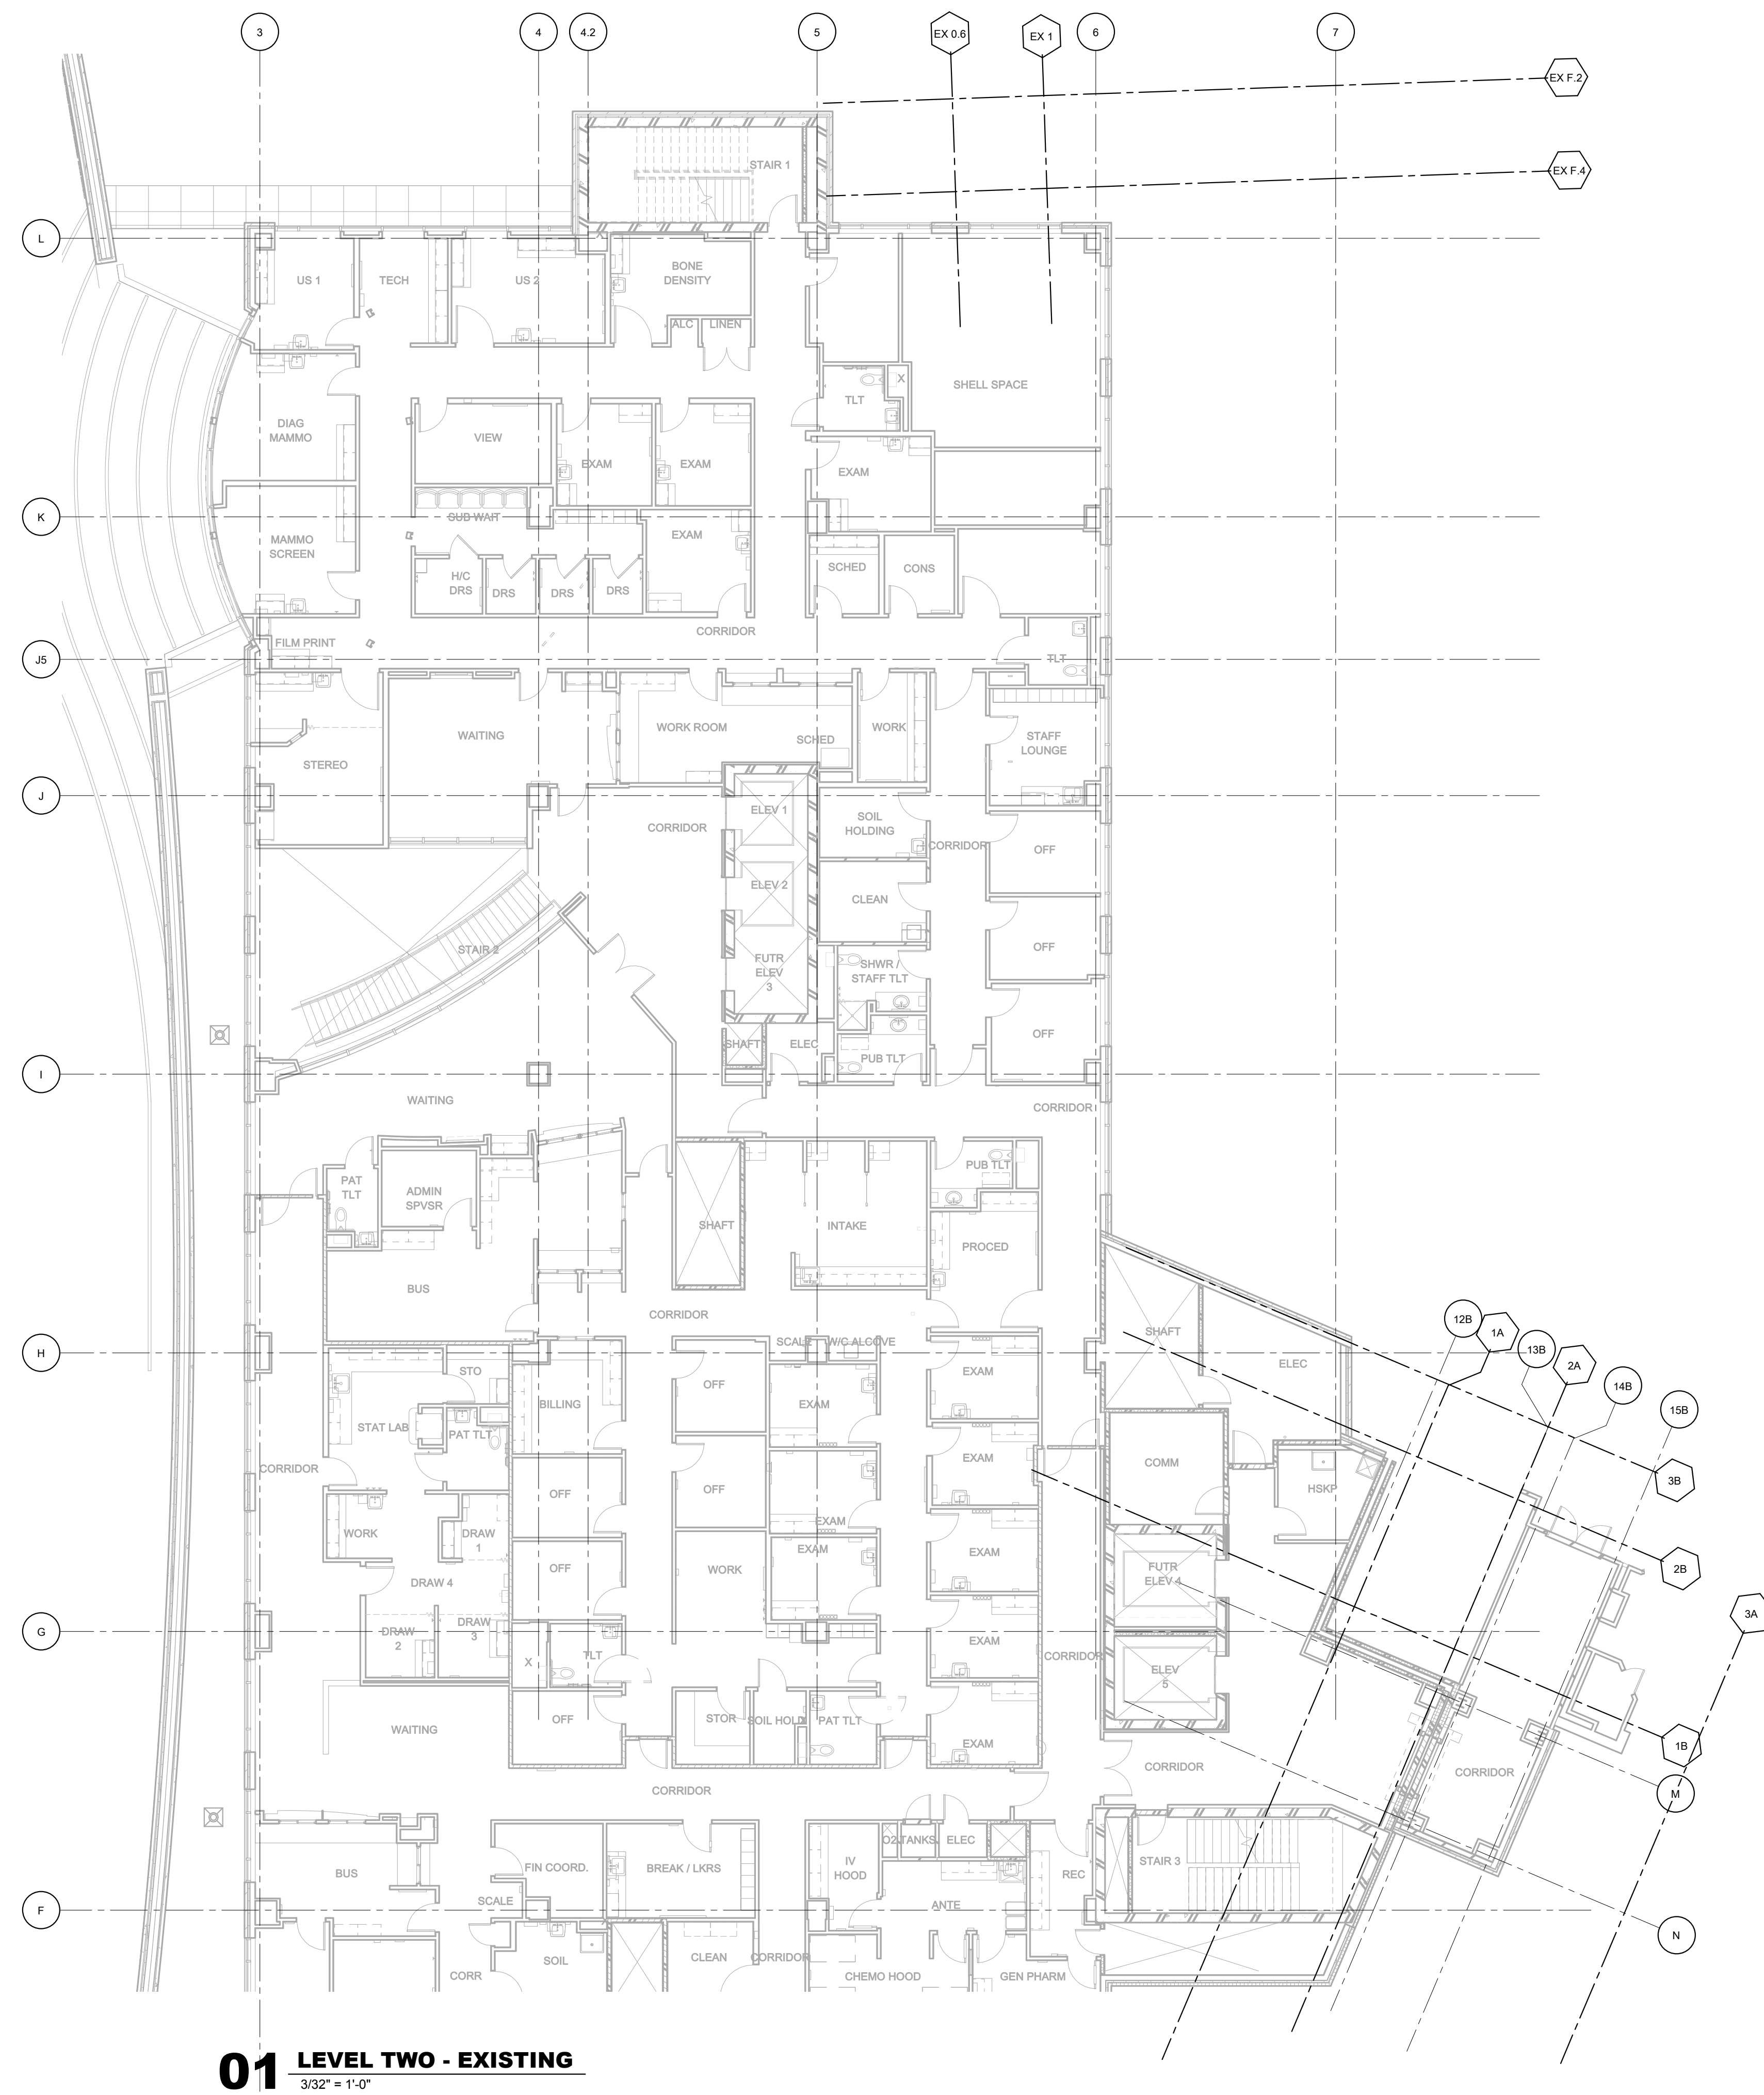 3
4
4.2
5
EX 0.6
EX 1
6
7
EX F.2
EX F.4
STAIR 1
L
US 1
TECH
US 2
BONE
DENSITY
ALC
LINEN
SHELL SPACE
X
TLT
DIAG
MAMMO
VIEW
EXAM
EXAM
EXAM
K
SUB WAIT
EXAM
MAMMO
SCREEN
SCHED
CONS
H/C
DRS
DRS
DRS
DRS
CORRIDOR
FILM PRINT
J5
TLT
WORK ROOM
WORK
WAITING
SCHED
STAFF
LOUNGE
STEREO
J
ELEV 1
SOIL
HOLDING
CORRIDOR
CORRIDOR
OFF
ELEV 2
CLEAN
STAIR 2
OFF
FUTR
ELEV
3
SHWR /
STAFF TLT
OFF
SHAFT
ELEC
PUB TLT
I
WAITING
CORRIDOR
PUB TLT
PAT
TLT
ADMIN
SPVSR
SHAFT
INTAKE
PROCED
BUS
CORRIDOR
12B
1A
13B
2A
14B
15B
SHAFT
SCALE
W/C ALCOVE
H
ELEC
STO
EXAM
OFF
BILLING
EXAM
STAT LAB
PAT TLT
CORRIDOR
EXAM
COMM
3B
OFF
OFF
HSKP
EXAM
WORK
DRAW
1
EXAM
EXAM
OFF
WORK
FUTR
ELEV 4
2B
DRAW 4
3A
DRAW
2
DRAW
3
G
EXAM
TLT
X
CORRIDOR
ELEV
5
OFF
STOR
SOIL HOLD
PAT TLT
WAITING
EXAM
1B
CORRIDOR
CORRIDOR
CORRIDOR
M
O2 TANKS
ELEC
BUS
FIN COORD.
BREAK / LKRS
IV
HOOD
REC
STAIR 3
SCALE
ANTE
F
N
SOIL
CLEAN
CORRIDOR
CORR
CHEMO HOOD
GEN PHARM
01
LEVEL TWO - EXISTING
3/32" = 1'-0"